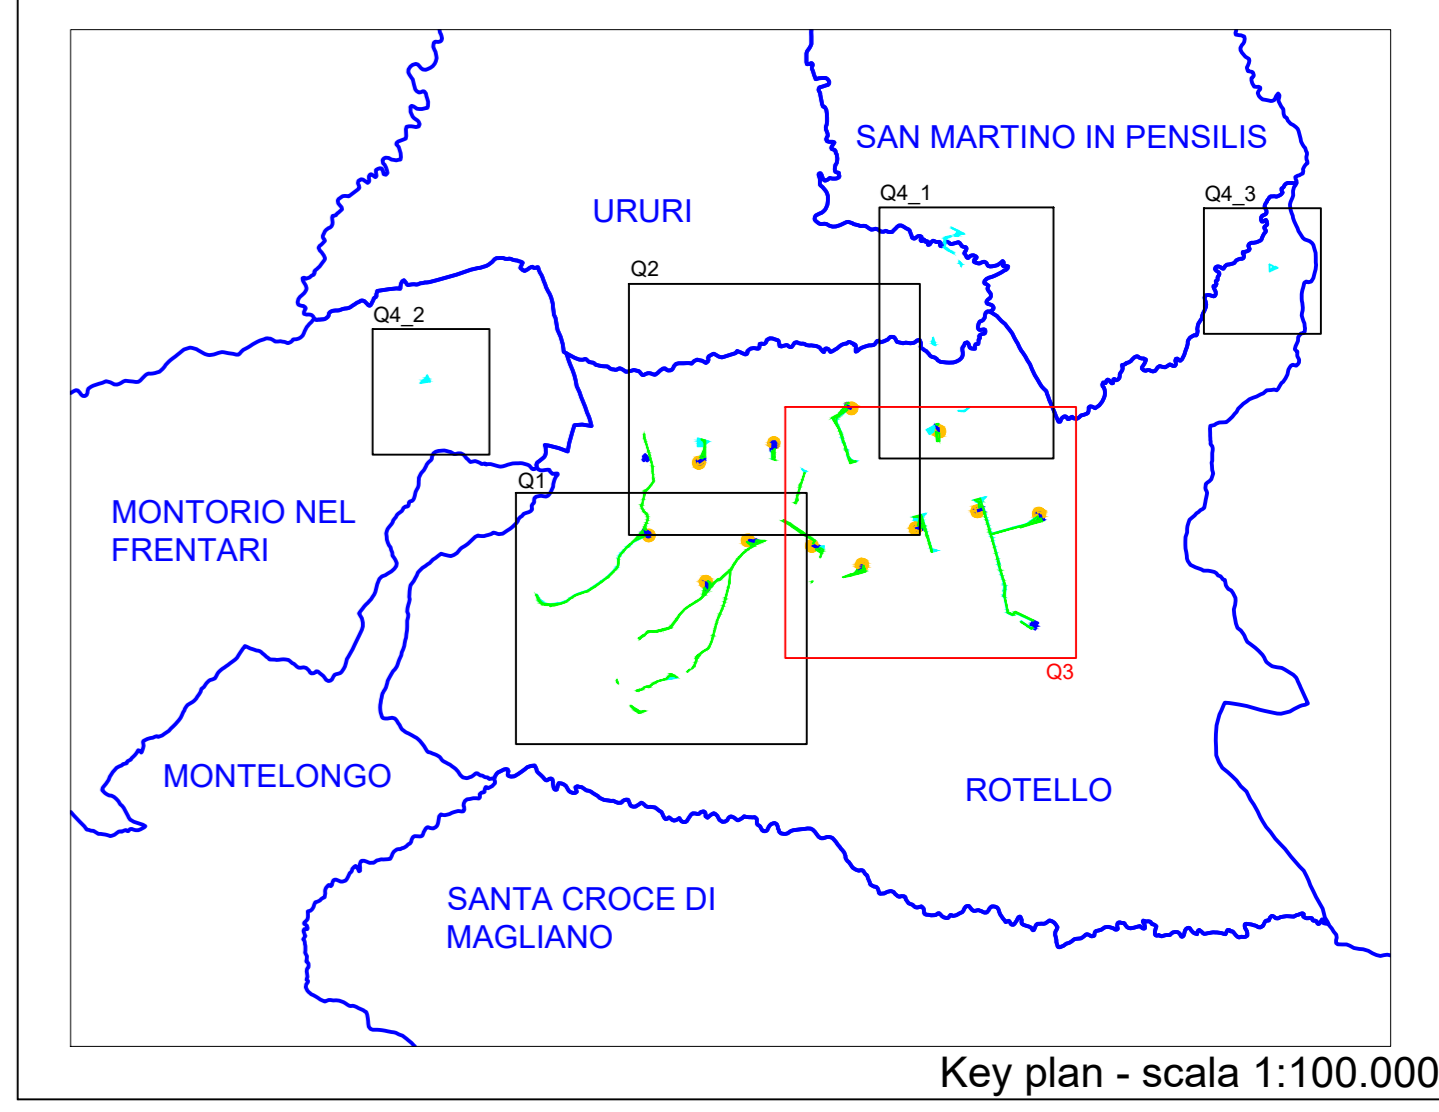 SAN MARTINO IN PENSILIS
Q4_1
Q4_3
URURI
Q2
Q4_2
Q1
MONTORIO NEL
FRENTARI
Q3
MONTELONGO
ROTELLO
SANTA CROCE DI
MAGLIANO
Key plan - scala 1:100.000